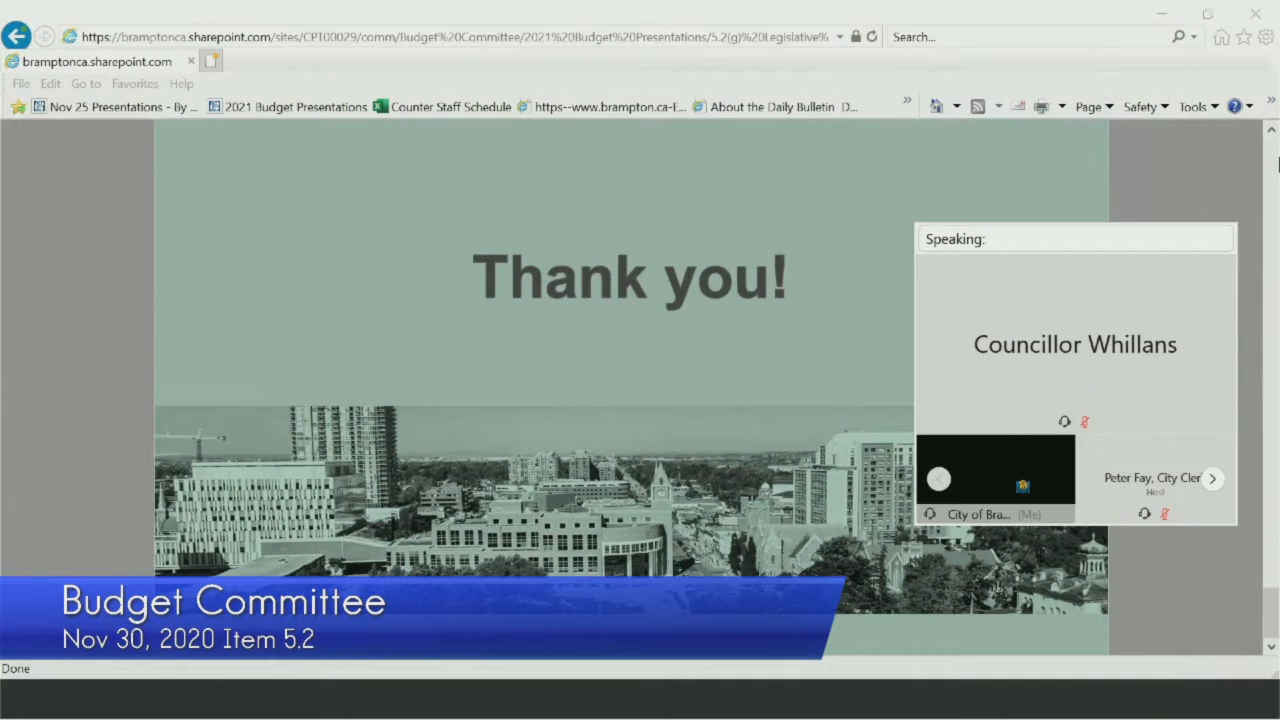 https://bramptonca.sharepoint.com/sites/CPT00029/comm/Budget%20Committee/2021%20Budget%20Presentations/5.2(g)%20Legislative%
Search...
bramptonca.sharepoint.com
File Edit Go to Favorites Help
Nov 25 Presentations - By ... 2021 Budget Presentations Counter Staff Schedule https--www.brampton.ca-E... About the Daily Bulletin D... Page Safety Tools
Thank you!
Speaking:
Councillor Whillans
Peter Fay, City Cler
Host
City of Bra... (Me)
Budget Committee
Nov 30, 2020 Item 5.2
Done